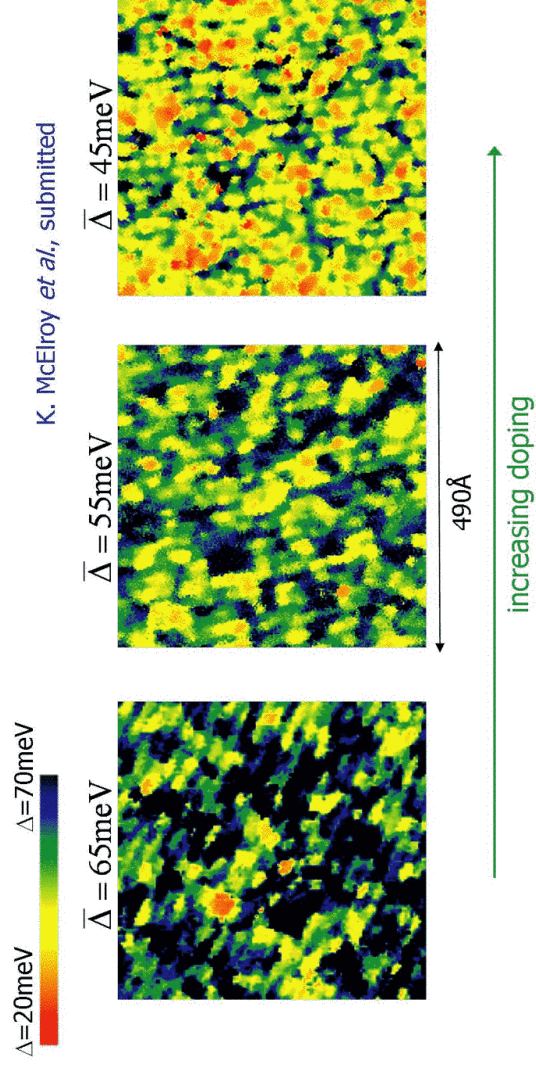 Δ=20meV Δ=70meV
K. McElroy et al., submitted
Δ̅ = 65meV Δ̅ = 55meV Δ̅ = 45meV
490Å
increasing doping